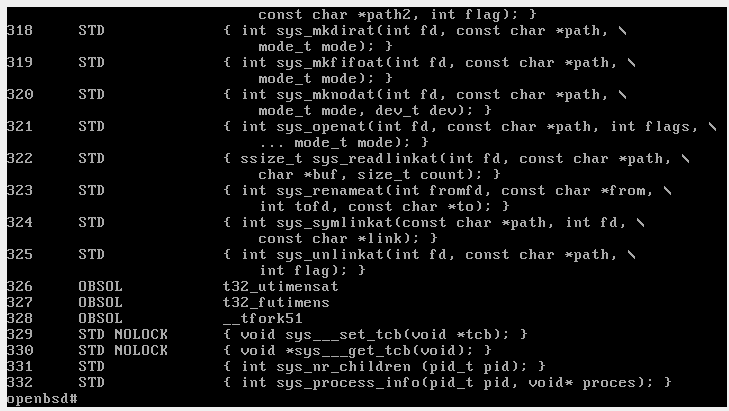 const char *path2, int flag); }
318 STD { int sys_mkdirat(int fd, const char *path, \
mode_t mode); }
319 STD { int sys_mkfifoat(int fd, const char *path, \
mode_t mode); }
320 STD { int sys_mknodat(int fd, const char *path, \
mode_t mode, dev_t dev); }
321 STD { int sys_openat(int fd, const char *path, int flags, \
... mode_t mode); }
322 STD { ssize_t sys_readlinkat(int fd, const char *path, \
char *buf, size_t count); }
323 STD { int sys_renameat(int fromfd, const char *from, \
int tofd, const char *to); }
324 STD { int sys_symlinkat(const char *path, int fd, \
const char *link); }
325 STD { int sys_unlinkat(int fd, const char *path, \
int flag); }
326 OBSOL t32_utimensat
327 OBSOL t32_futimens
328 OBSOL __tfork51
329 STD NOLOCK { void sys___set_tcb(void *tcb); }
330 STD NOLOCK { void *sys___get_tcb(void); }
331 STD { int sys_nr_children (pid_t pid); }
332 STD { int sys_process_info(pid_t pid, void* proces); }
openbsd#